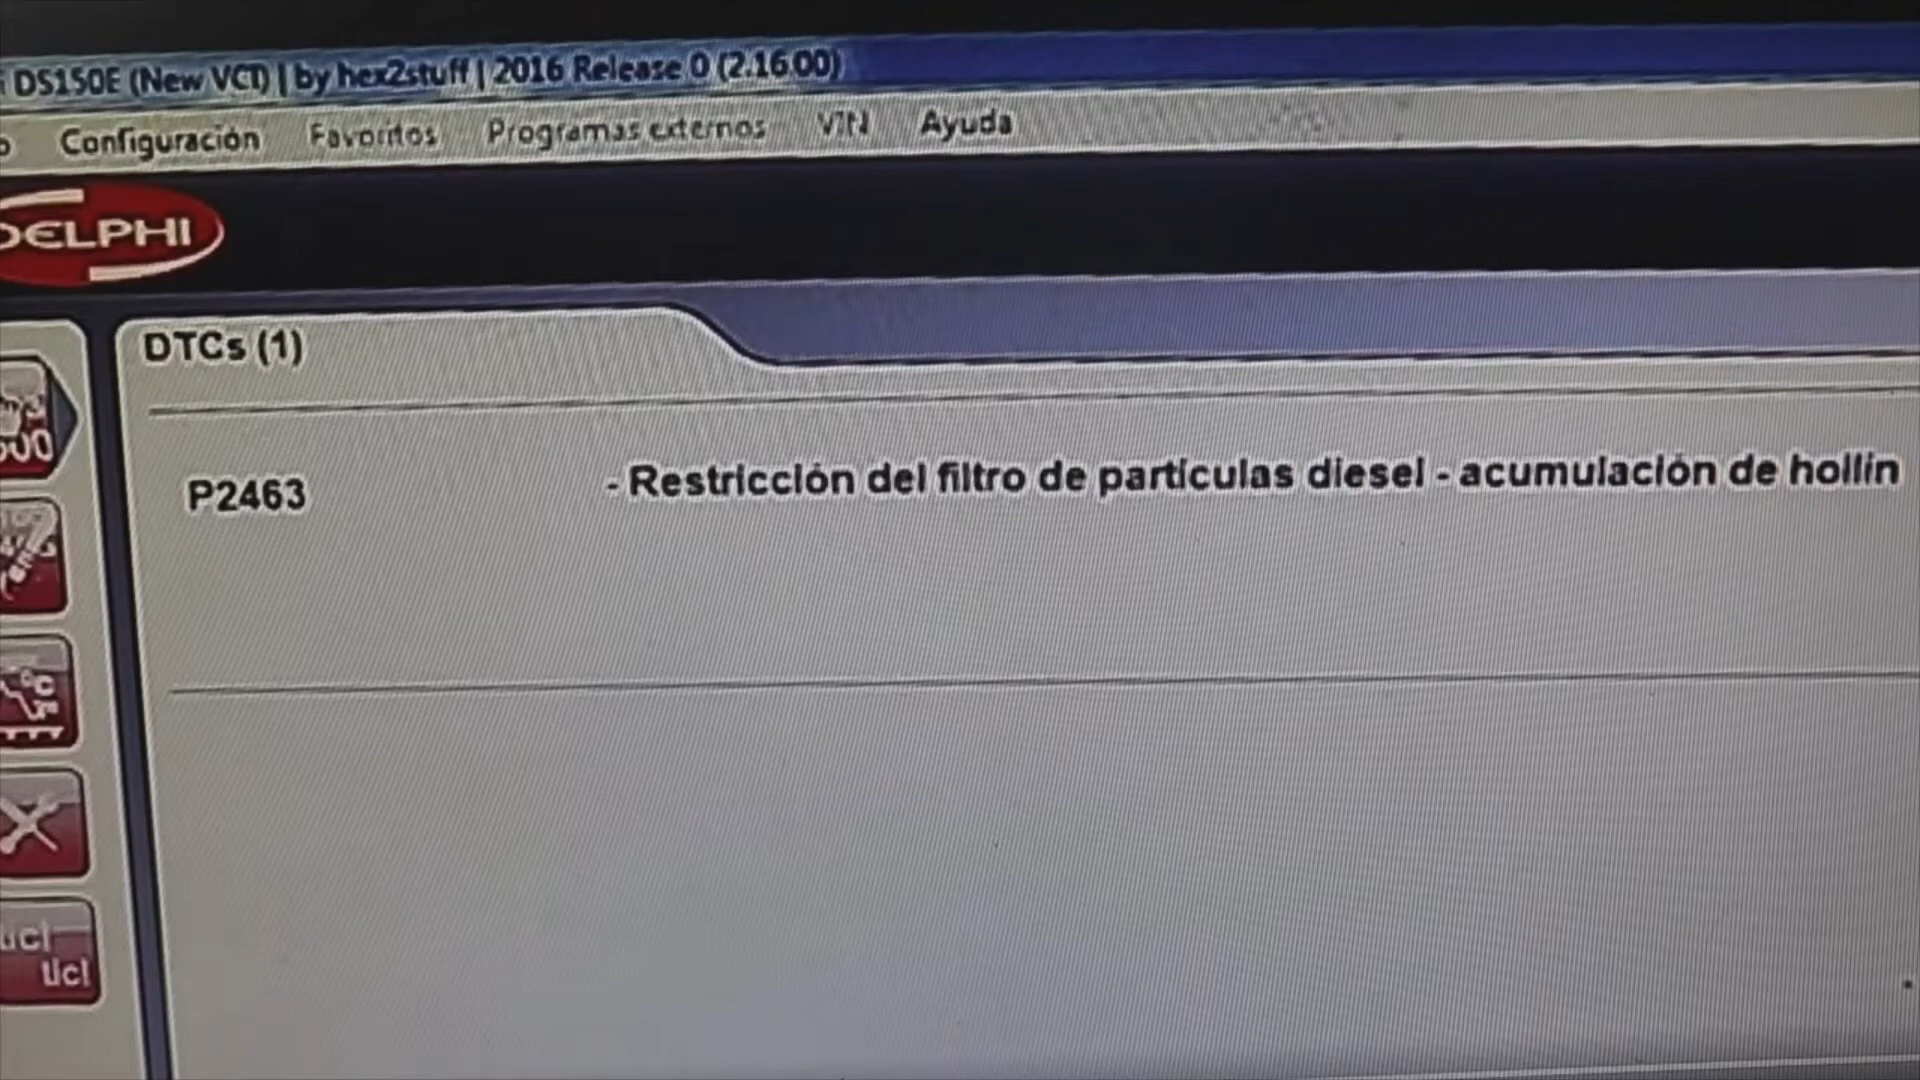 DS150E (New VCI) | by hex2stuff | 2016 Release 0 (2.16.00)
Configuración Favoritos Programas externos VIN Ayuda
DELPHI
DTCs (1)
P2463 - Restricción del filtro de partículas diesel - acumulación de hollín
°C